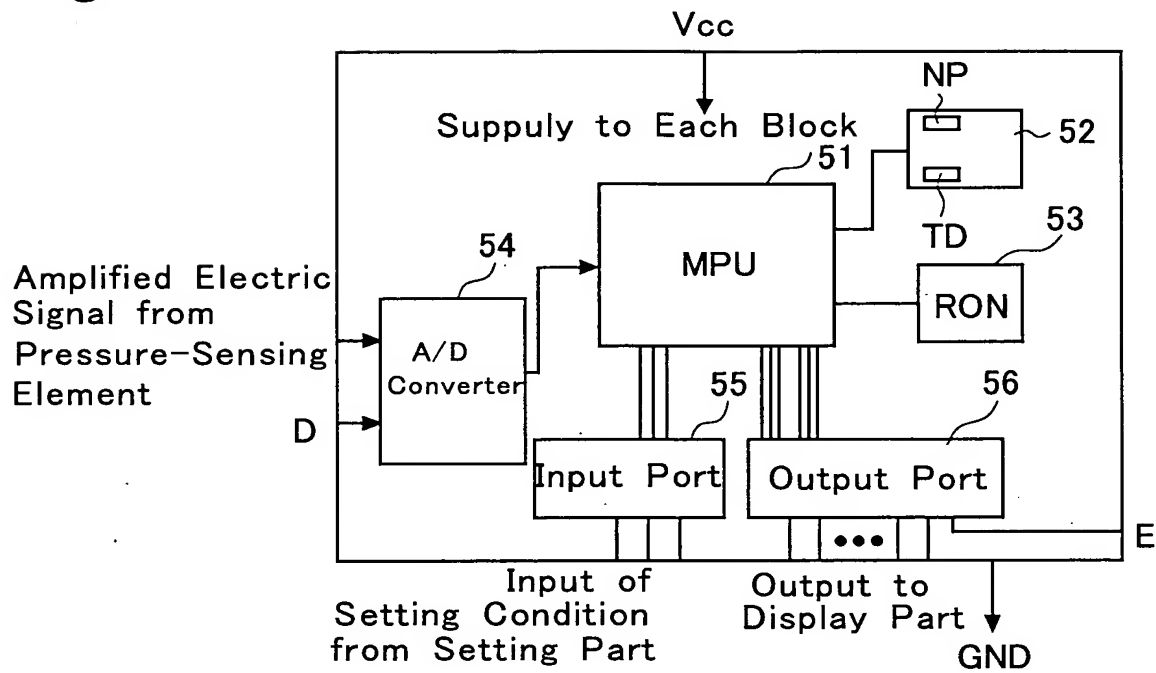 Vcc
Suppuly to Each Block
NP
52
51
TD
53
MPU
RON
54
Amplified Electric
Signal from
Pressure-Sensing
Element
A/D
Converter
D
55
56
Input Port
Output Port
E
Input of
Setting Condition
from Setting Part
Output to
Display Part
GND